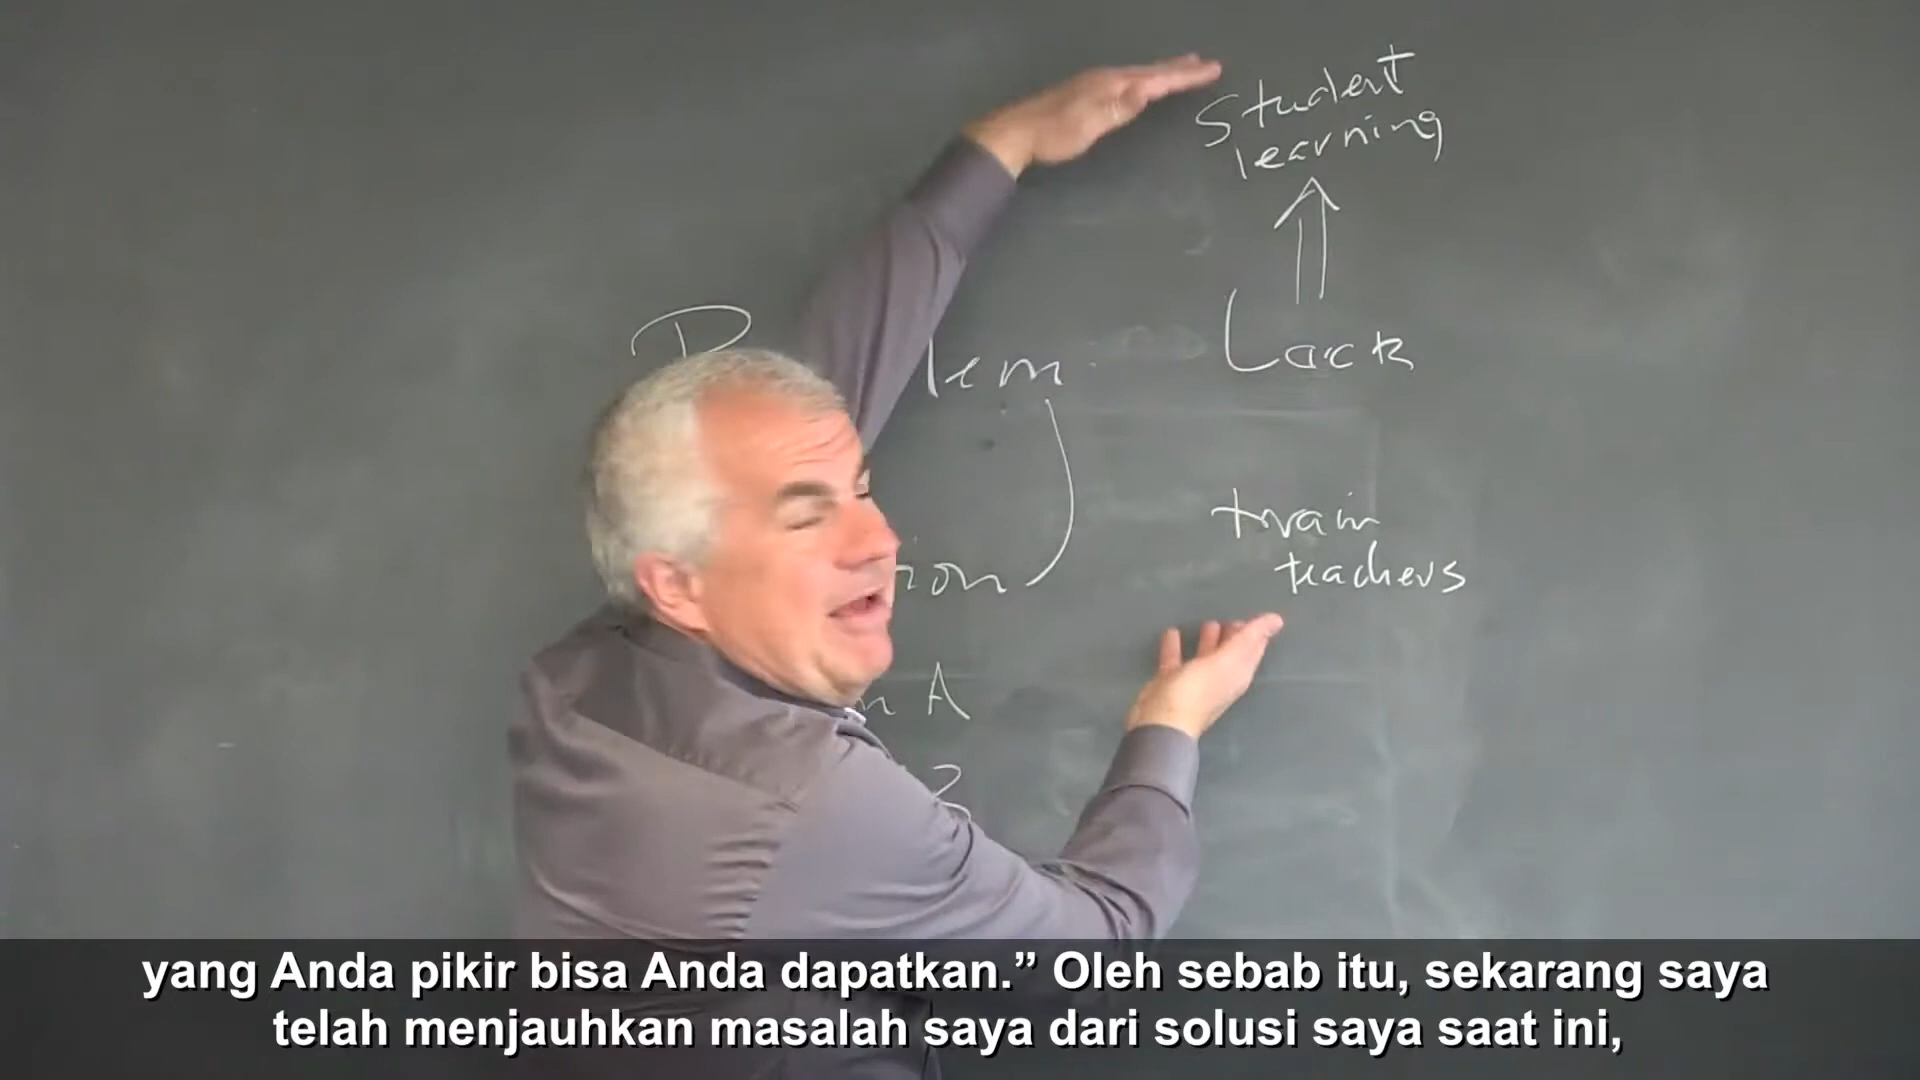 Student
learning
Lack
train
teachers
A
yang Anda pikir bisa Anda dapatkan.” Oleh sebab itu, sekarang saya
telah menjauhkan masalah saya dari solusi saya saat ini,